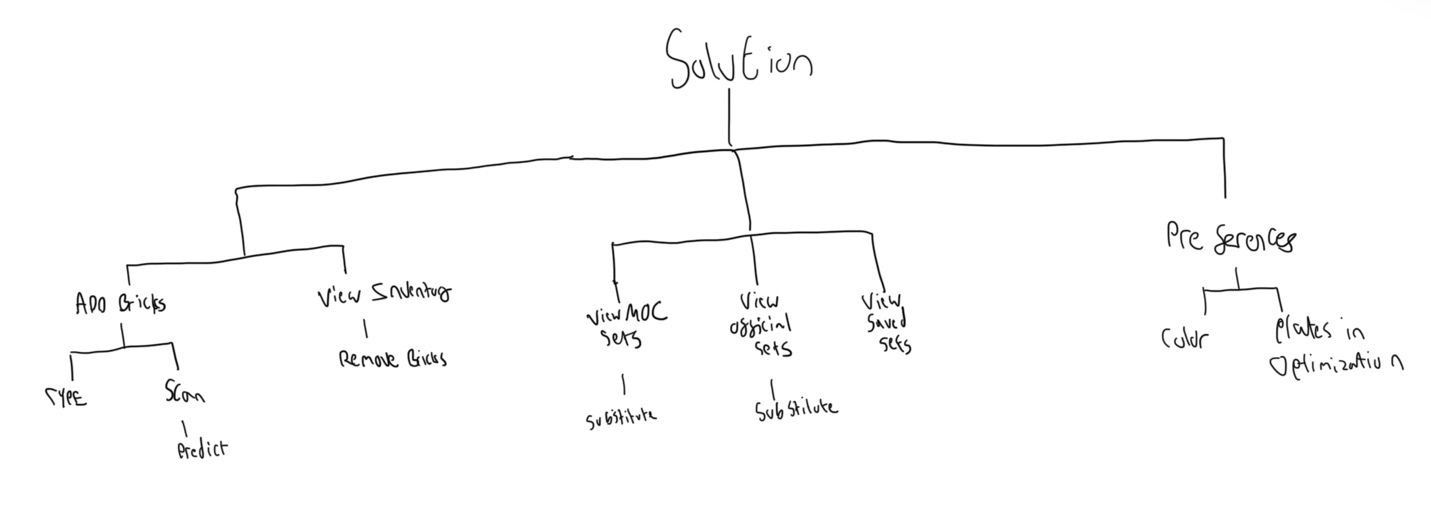 Solution
Preferences
ADD Bricks
View Inventory
View MOC
sets
View
official
sets
View
saved
sets
Color
Plates in
Optimization
Remove Bricks
TYPE
Scan
Substitute
Substitute
Predict